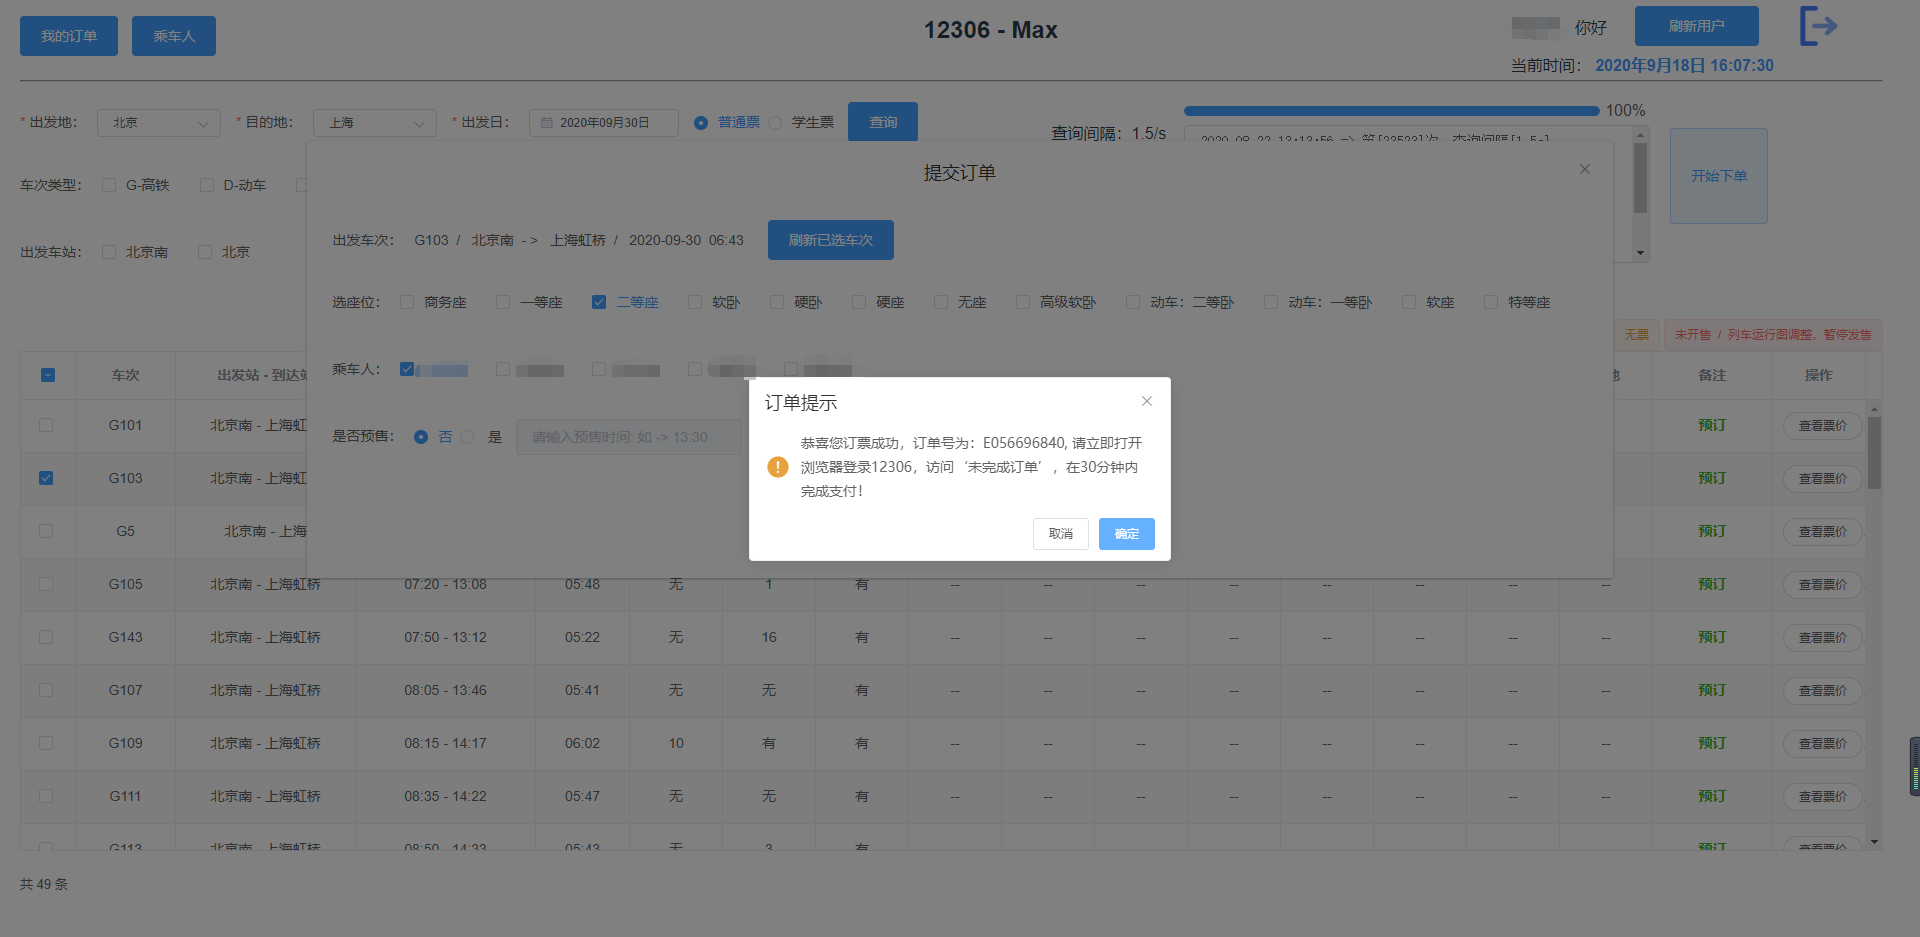 我的订单 乘车人 12306 - Max 你好 刷新用户
当前时间： 2020年9月18日 16:07:30
* 出发地： 北京 * 目的地： 上海 * 出发日： 2020年09月30日 普通票 学生票 查询
查询间隔：1.5/s 100%
2020-08-22 13:13:56 => 第[23523]次，查询间隔[1.5s]
开始下单
车次类型： G-高铁 D-动车
出发车站： 北京南 北京
提交订单
出发车次： G103 / 北京南 -> 上海虹桥 / 2020-09-30 06:43 刷新已选车次
选座位： 商务座 一等座 二等座 软卧 硬卧 硬座 无座 高级软卧 动车：二等卧 动车：一等卧 软座 特等座
乘车人：
是否预售： 否 是 请输入预售时间: 如 -> 13:30
订单提示
恭喜您订票成功，订单号为：E056696840, 请立即打开
浏览器登录12306，访问‘未完成订单’，在30分钟内
完成支付！
取消 确定
无票 未开售 / 列车运行图调整，暂停发售
车次 出发站 - 到达站 备注 操作
G101 北京南 - 上海虹 预订 查看票价
G103 北京南 - 上海虹 预订 查看票价
G5 北京南 - 上海 预订 查看票价
G105 北京南 - 上海虹桥 07:20 - 13:08 05:48 无 1 有 -- -- -- -- -- -- -- -- 预订 查看票价
G143 北京南 - 上海虹桥 07:50 - 13:12 05:22 无 16 有 -- -- -- -- -- -- -- -- 预订 查看票价
G107 北京南 - 上海虹桥 08:05 - 13:46 05:41 无 无 有 -- -- -- -- -- -- -- -- 预订 查看票价
G109 北京南 - 上海虹桥 08:15 - 14:17 06:02 10 有 有 -- -- -- -- -- -- -- -- 预订 查看票价
G111 北京南 - 上海虹桥 08:35 - 14:22 05:47 无 无 有 -- -- -- -- -- -- -- -- 预订 查看票价
G113 北京南 - 上海虹桥 08:50 - 14:33 05:43 无 3 有 预订 查看票价
共 49 条